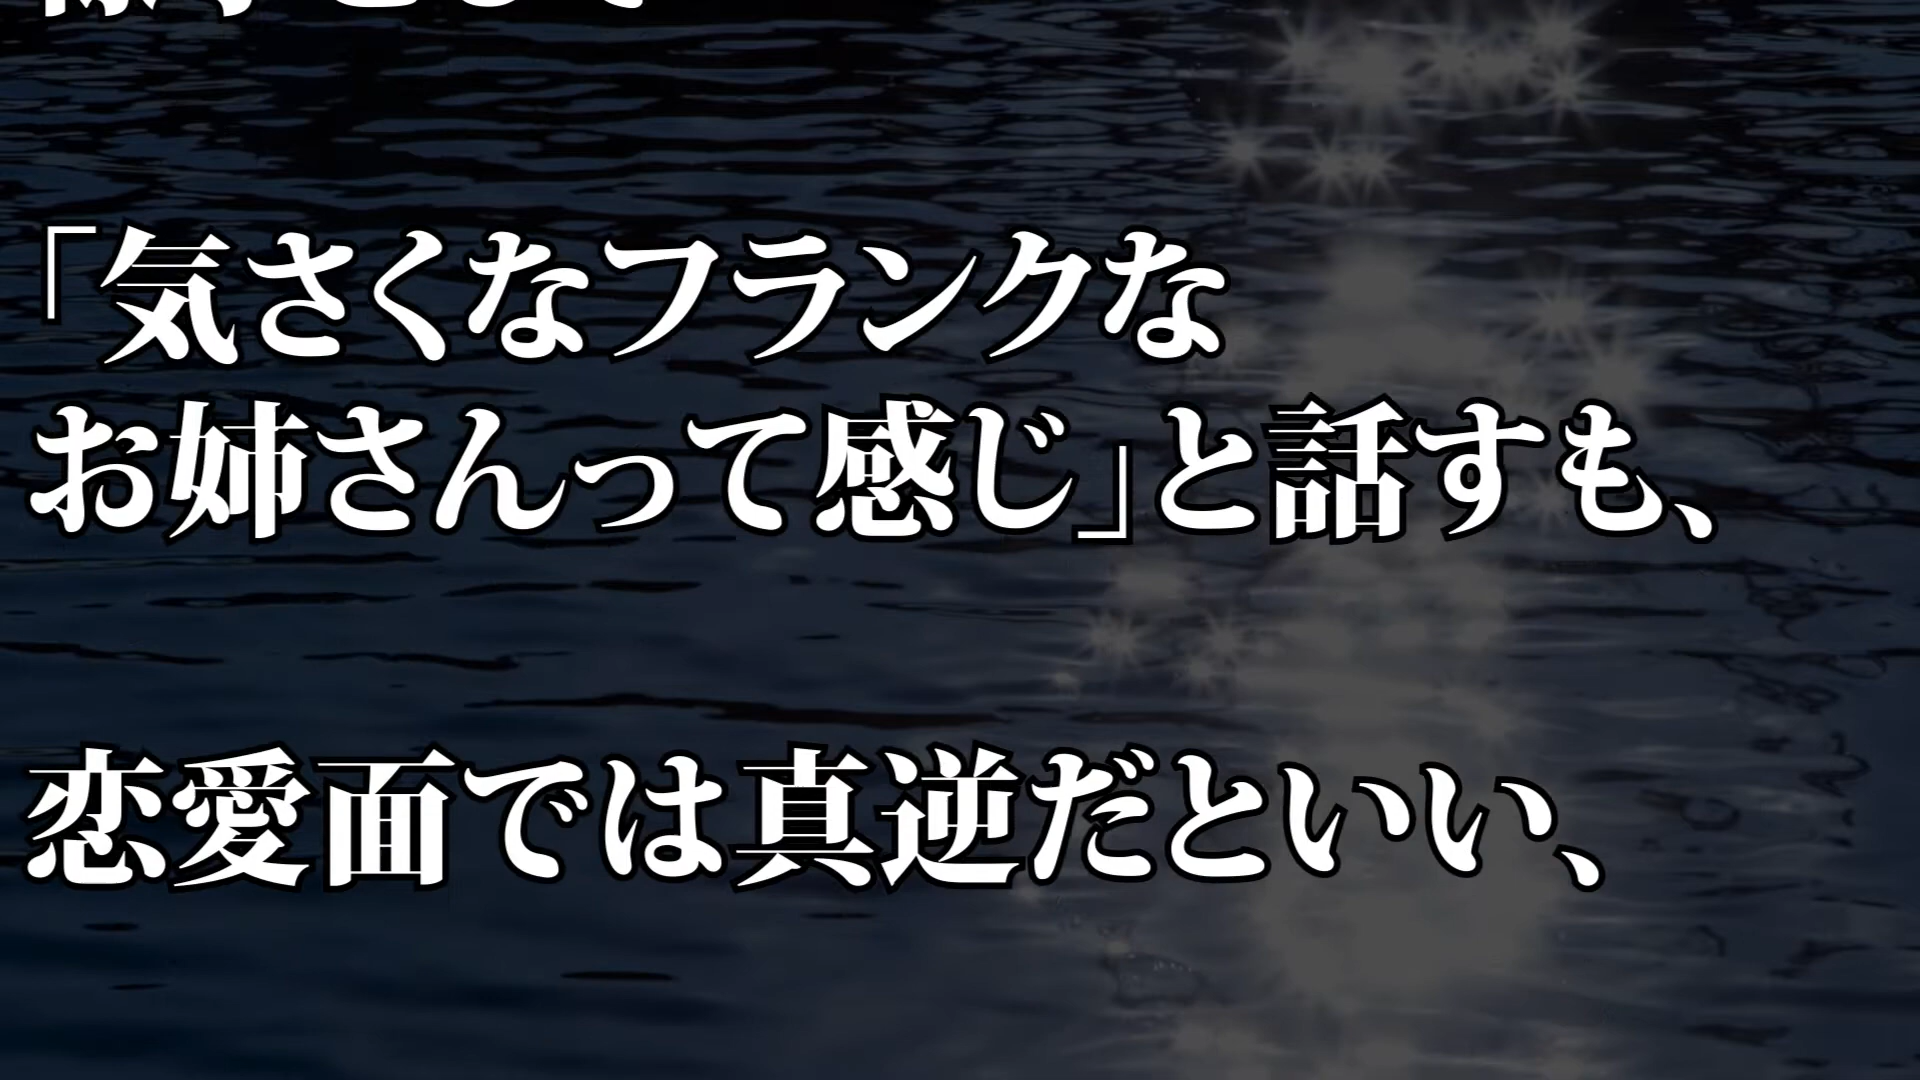 「気さくなフランクな
お姉さんって感じ」と話すも、
恋愛面では真逆だといい、